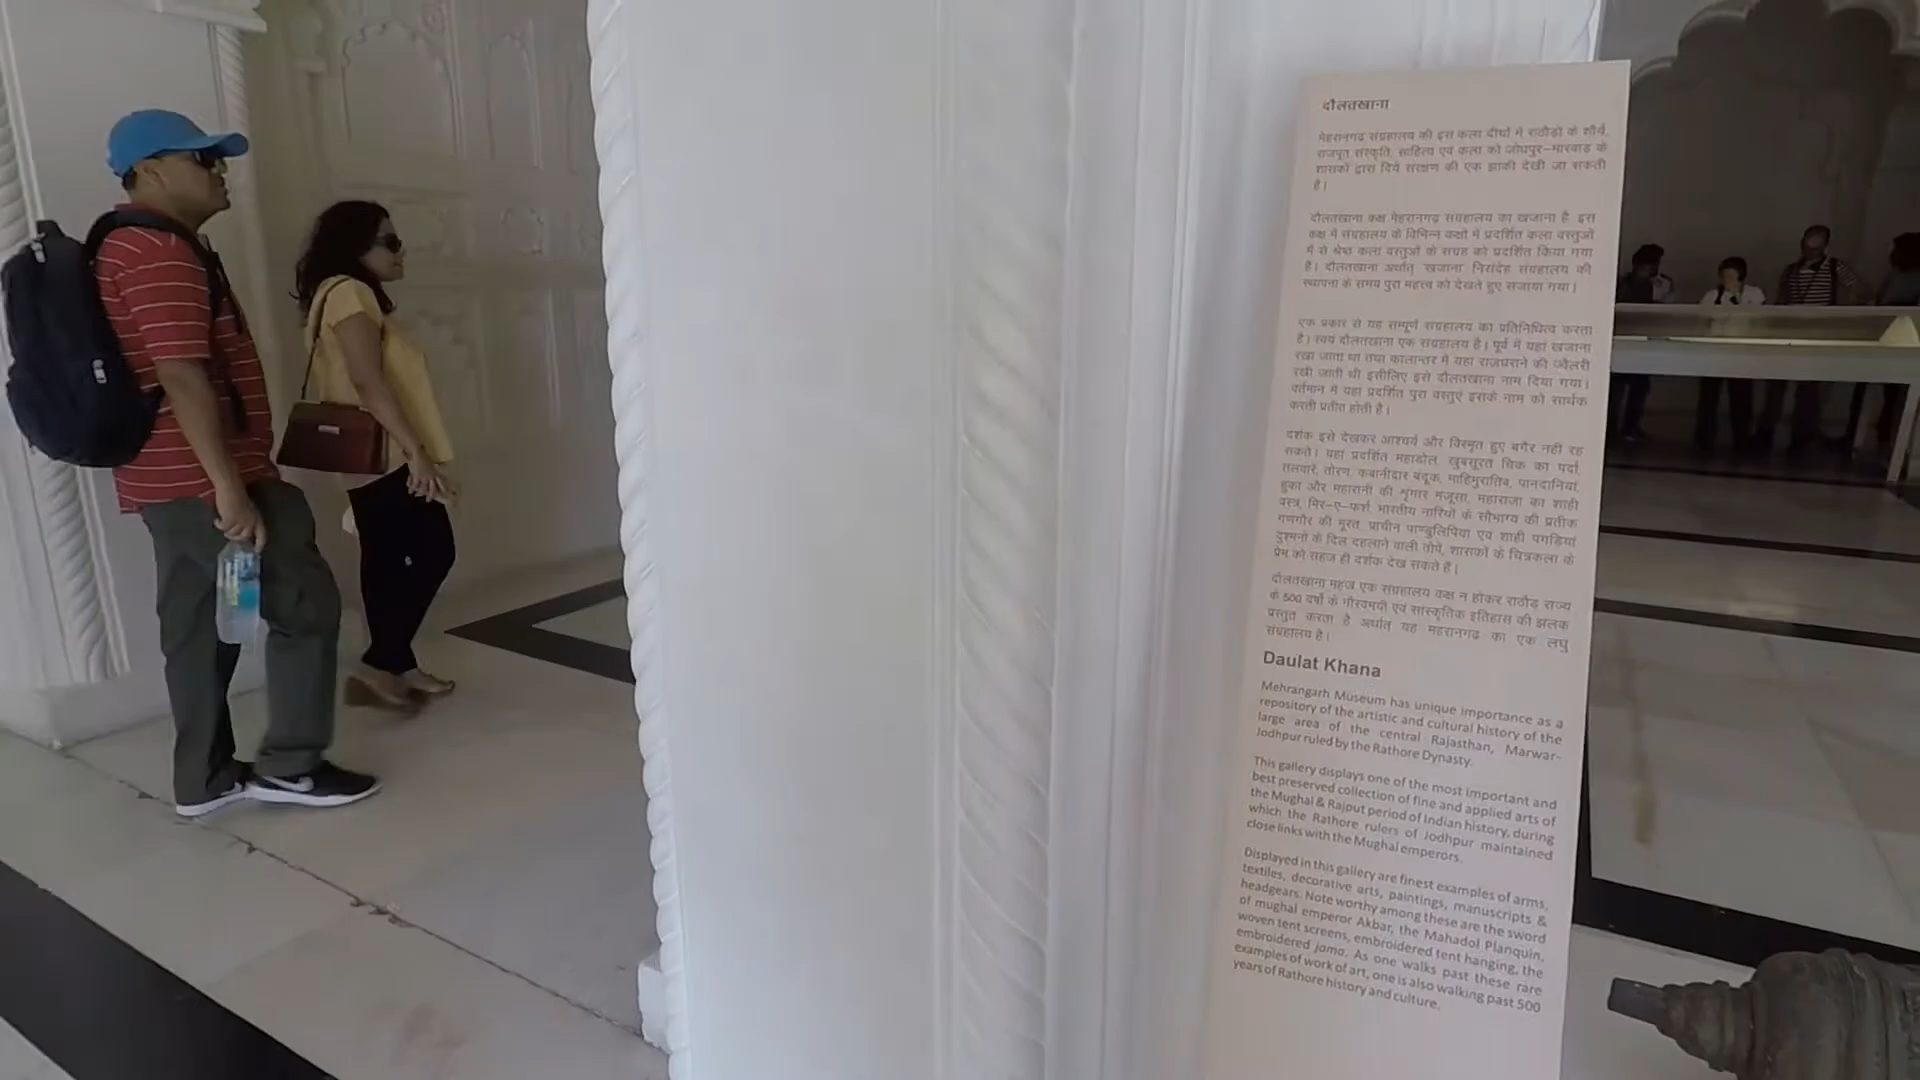 दौलतखाना
मेहरानगढ़ संग्रहालय की इस कला दीर्घा में राठौड़ों के शौर्य,
राजपूत संस्कृति, साहित्य एवं कला को जोधपुर–मारवाड़ के
शासकों द्वारा दिये संरक्षण की एक झांकी देखी जा सकती
है।
दौलतखाना कक्ष मेहरानगढ़ संग्रहालय का खजाना है इस
कक्ष में संग्रहालय के विभिन्न कक्षों में प्रदर्शित कला वस्तुओं
में से श्रेष्ठ कला वस्तुओं के संग्रह को प्रदर्शित किया गया
है। दौलतखाना अर्थात् 'खजाना' निसंदेह संग्रहालय की
स्थापना के समय पुरा महत्त्व को देखते हुए सजाया गया।
एक प्रकार से यह सम्पूर्ण संग्रहालय का प्रतिनिधित्व करता
है। स्वयं दौलतखाना एक संग्रहालय है। पूर्व में यहां खजाना
रखा जाता था तथा कालान्तर में यहां राजघराने की ज्वैलरी
रखी जाती थी इसीलिए इसे दौलतखाना नाम दिया गया।
वर्तमान में यहां प्रदर्शित पुरा वस्तुएं इसके नाम को सार्थक
करती प्रतीत होती है।
दर्शक इसे देखकर आश्चर्य और विस्मृत हुए बगैर नहीं रह
सकते। यहां प्रदर्शित महाडोल, खुबसूरत चिक का पर्दा,
तलवारें, तोरण, कबानीदार बंदूक, माहिमुरातिब, पानदानियां,
हुक्का और महारानी की श्रृंगार मंजूसा, महाराजा का शाही
वस्त्र, मिर–ए–फर्श, भारतीय नारियों के सौभाग्य की प्रतीक
गणगौर की मूरत, प्राचीन पाण्डुलिपियां एवं शाही पगड़ियां
दुश्मनों के दिल दहलाने वाली तोपें, शासकों के चित्रकला के
प्रेम को सहज ही दर्शक देख सकते हैं।
दौलतखाना महज एक संग्रहालय कक्ष न होकर राठौड़ राज्य
के 500 वर्षों के गौरवमयी एवं सांस्कृतिक इतिहास की झलक
प्रस्तुत करता है अर्थात् यह महरानगढ़ का एक लघु
संग्रहालय है।
Daulat Khana
Mehrangarh Museum has unique importance as a
repository of the artistic and cultural history of the
large area of the central Rajasthan, Marwar-
Jodhpur ruled by the Rathore Dynasty.
This gallery displays one of the most important and
best preserved collection of fine and applied arts of
the Mughal & Rajput period of Indian history, during
which the Rathore rulers of Jodhpur maintained
close links with the Mughal emperors.
Displayed in this gallery are finest examples of arms,
textiles, decorative arts, paintings, manuscripts &
headgears. Note worthy among these are the sword
of mughal emperor Akbar, the Mahadol Planquin,
woven tent screens, embroidered tent hanging, the
embroidered jama. As one walks past these rare
examples of work of art, one is also walking past 500
years of Rathore history and culture.